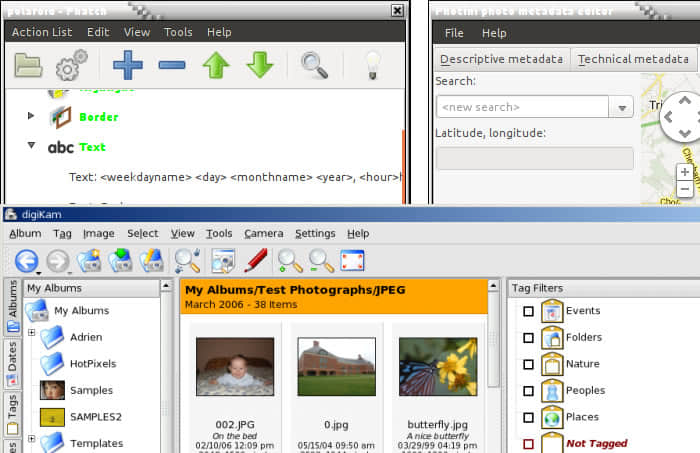 polaroid - Phatch
Action List Edit View Tools Help
Border
abc Text
Text: <weekdayname> <day> <monthname> <year>, <hour>h
Photini photo metadata editor
File Help
Descriptive metadata Technical metadata
Search:
<new search>
Latitude, longitude:
digiKam
Album Tag Image Select View Tools Camera Settings Help
Albums
Dates
Tags
My Albums
My Albums
Adrien
HotPixels
Samples
SAMPLES2
Templates
My Albums/Test Photographs/JPEG
March 2006 - 38 Items
002.JPG
On the bed
02/10/06 12:09 pm
0.jpg
05/15/04 09:50 am
butterfly.jpg
A nice butterfly
03/29/99 04:19 pm
Tag Filters
Events
Folders
Nature
Peoples
Places
Not Tagged